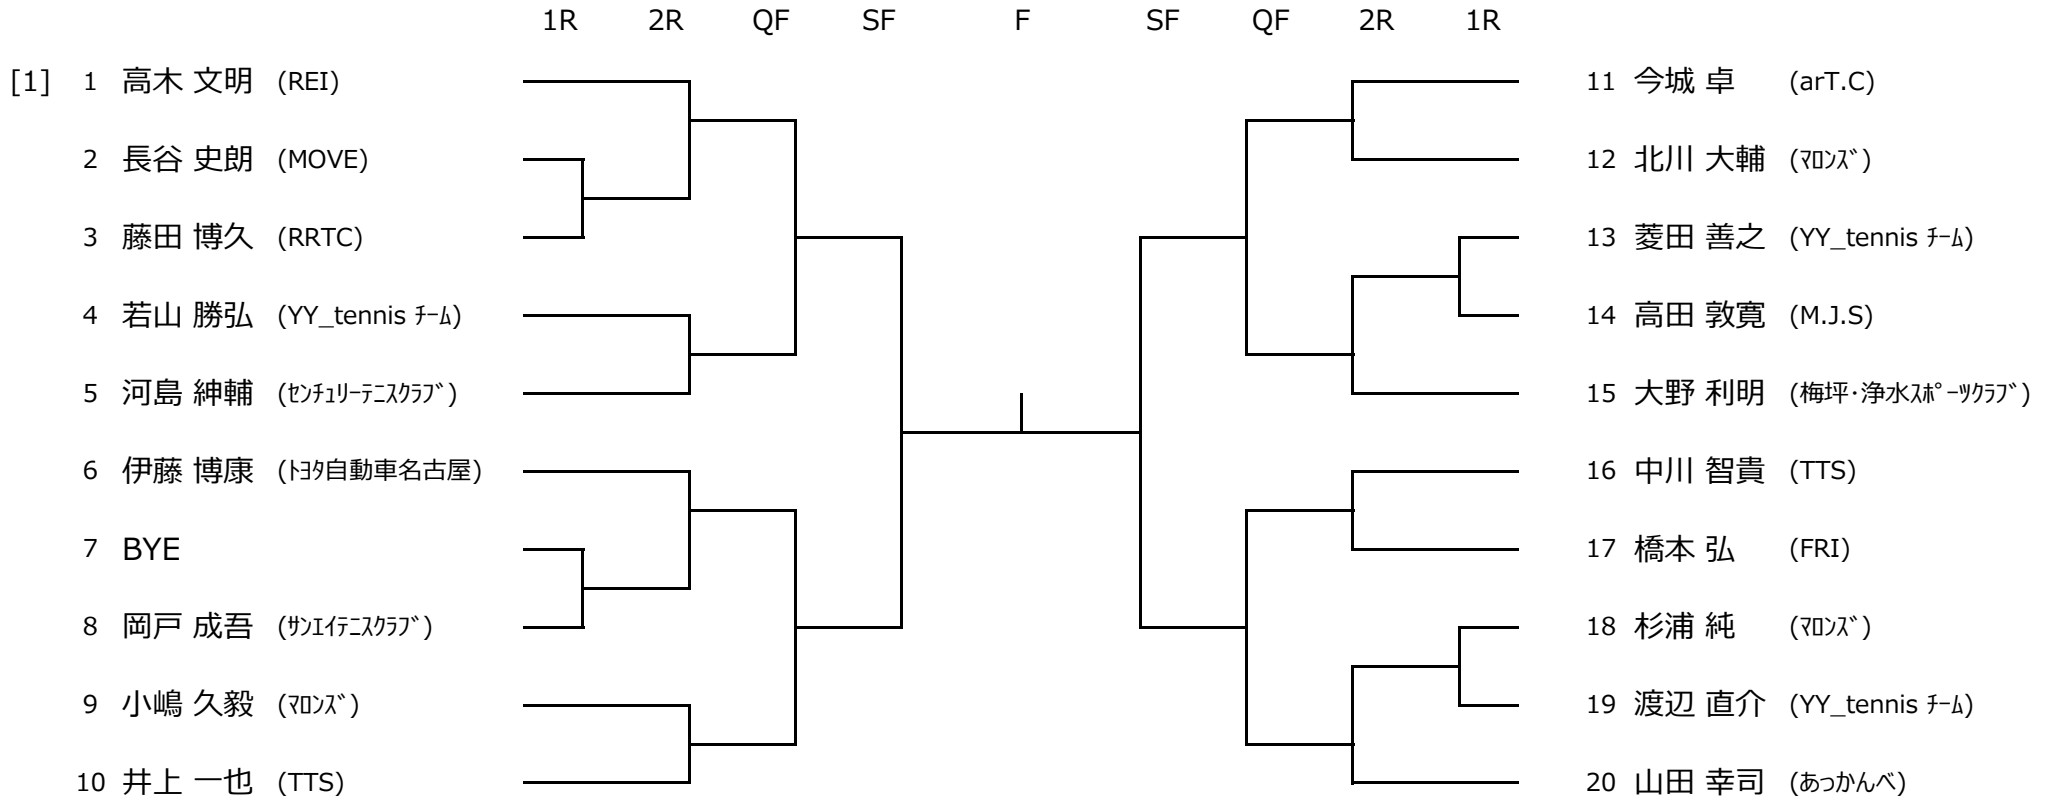 1R 2R QF SF F SF QF 2R 1R
[1] 1 高木 文明 (REI)
2 長谷 史朗 (MOVE)
3 藤田 博久 (RRTC)
4 若山 勝弘 (YY_tennis ﾁｰﾑ)
5 河島 紳輔 (ｾﾝﾁｭﾘｰﾃﾆｽｸﾗﾌﾞ)
6 伊藤 博康 (ﾄﾖﾀ自動車名古屋)
7 BYE
8 岡戸 成吾 (ｻﾝエイﾃﾆｽｸﾗﾌﾞ)
9 小嶋 久毅 (ﾏﾛﾝｽﾞ)
10 井上 一也 (TTS)
11 今城 卓 (arT.C)
12 北川 大輔 (ﾏﾛﾝｽﾞ)
13 菱田 善之 (YY_tennis ﾁｰﾑ)
14 高田 敦寛 (M.J.S)
15 大野 利明 (梅坪･浄水ｽﾎﾟｰﾂｸﾗﾌﾞ)
16 中川 智貴 (TTS)
17 橋本 弘 (FRI)
18 杉浦 純 (ﾏﾛﾝｽﾞ)
19 渡辺 直介 (YY_tennis ﾁｰﾑ)
20 山田 幸司 (あっかんべ)